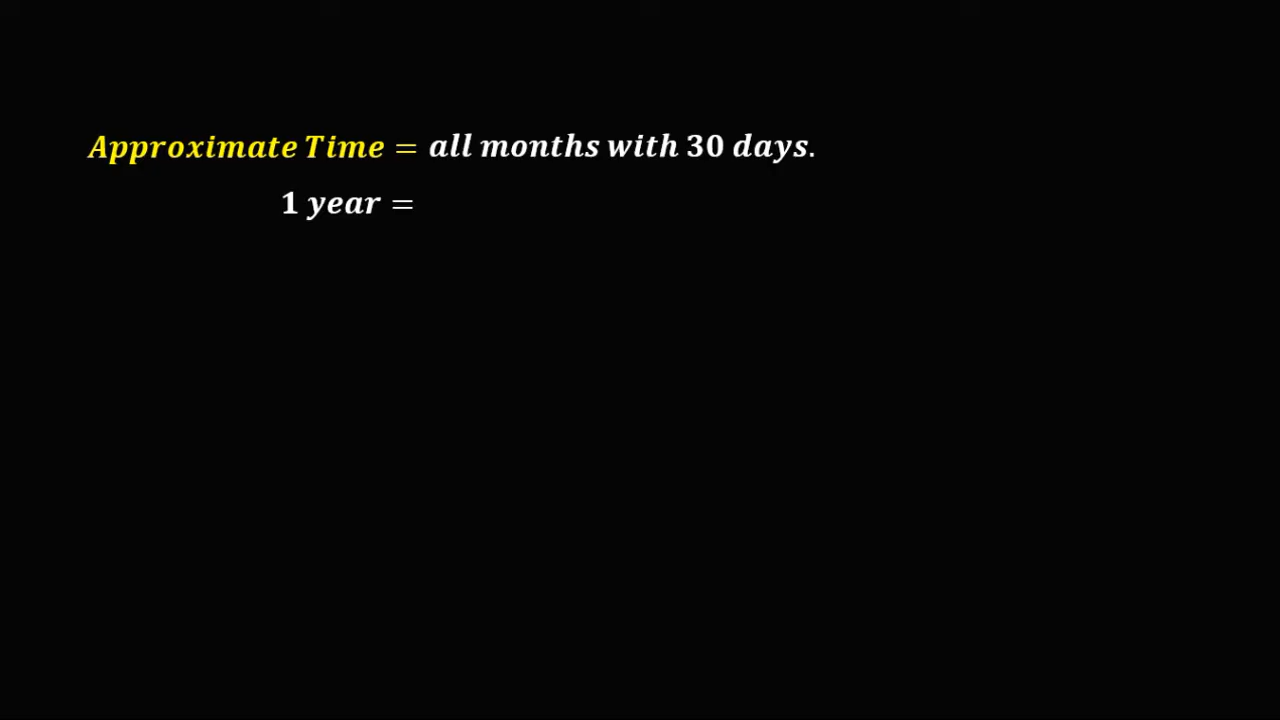 Approximate Time = all months with 30 days.
1 year =